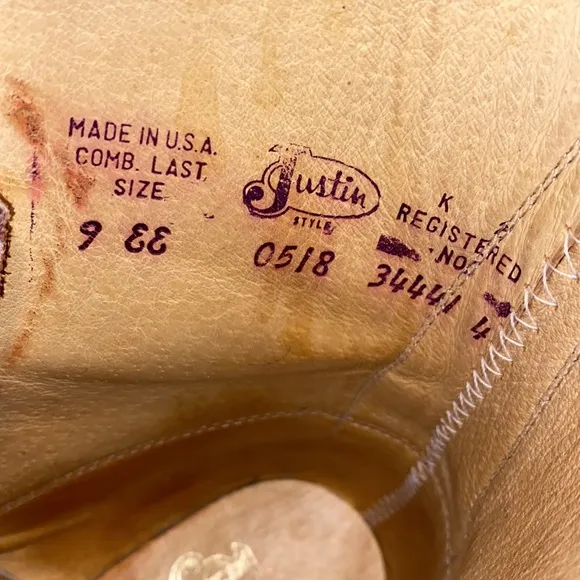 MADE IN U.S.A.
COMB. LAST,
SIZE
9 EE
Justin
STYLE
0518
K
REGISTERED
NO.
34441
4